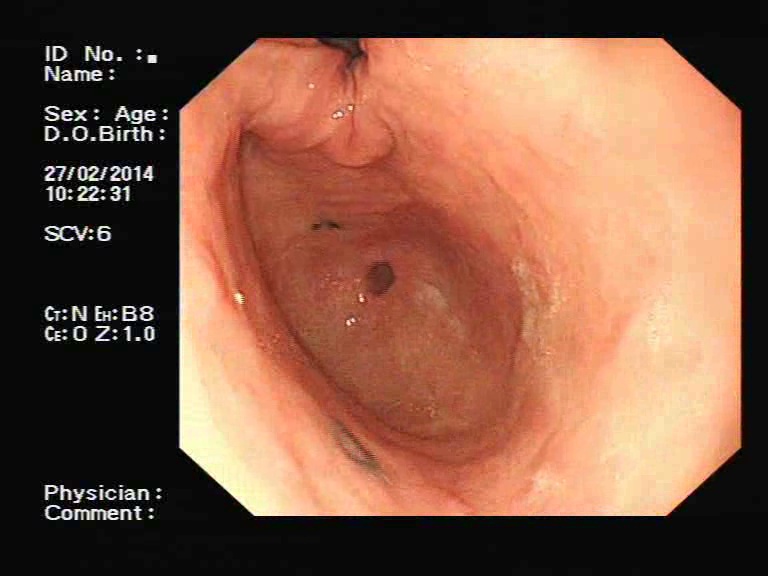 ID No. :
Name:
Sex: Age:
D.O.Birth:
27/02/2014
10:22:31
SCV:6
CT:N EH:B8
CE:0 Z:1.0
Physician:
Comment: